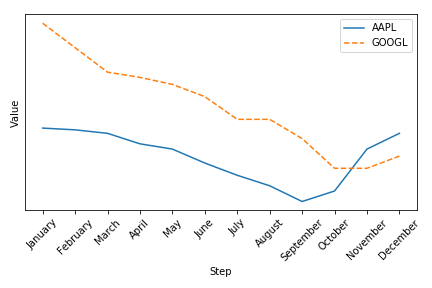 AAPL
GOOGL
Value
January
February
March
April
May
June
July
August
September
October
November
December
Step